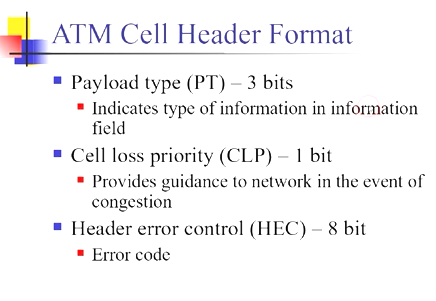 ATM Cell Header Format
Payload type (PT) – 3 bits
Indicates type of information in information
field
Cell loss priority (CLP) – 1 bit
Provides guidance to network in the event of
congestion
Header error control (HEC) – 8 bit
Error code